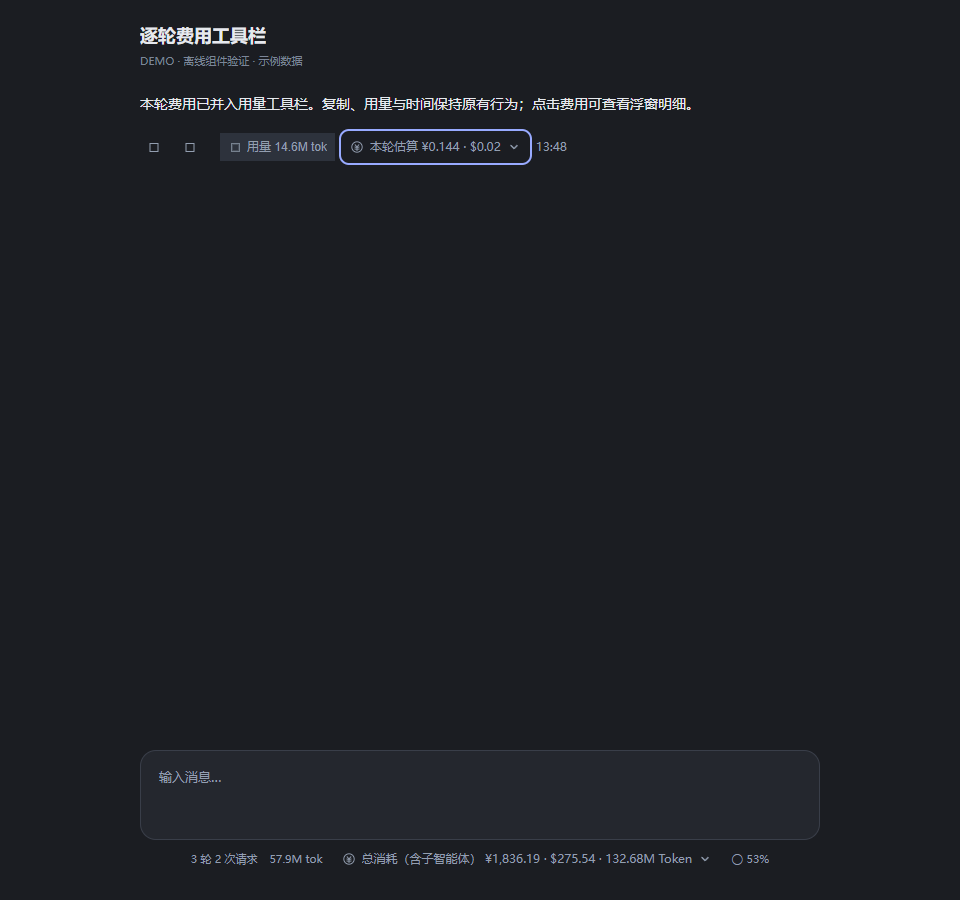 逐轮费用工具栏
DEMO · 离线组件验证 · 示例数据
本轮费用已并入用量工具栏。复制、用量与时间保持原有行为；点击费用可查看浮窗明细。
用量 14.6M tok 本轮估算 ¥0.144 · $0.02 13:48
输入消息...
3 轮 2 次请求 57.9M tok 总消耗（含子智能体） ¥1,836.19 · $275.54 · 132.68M Token 53%